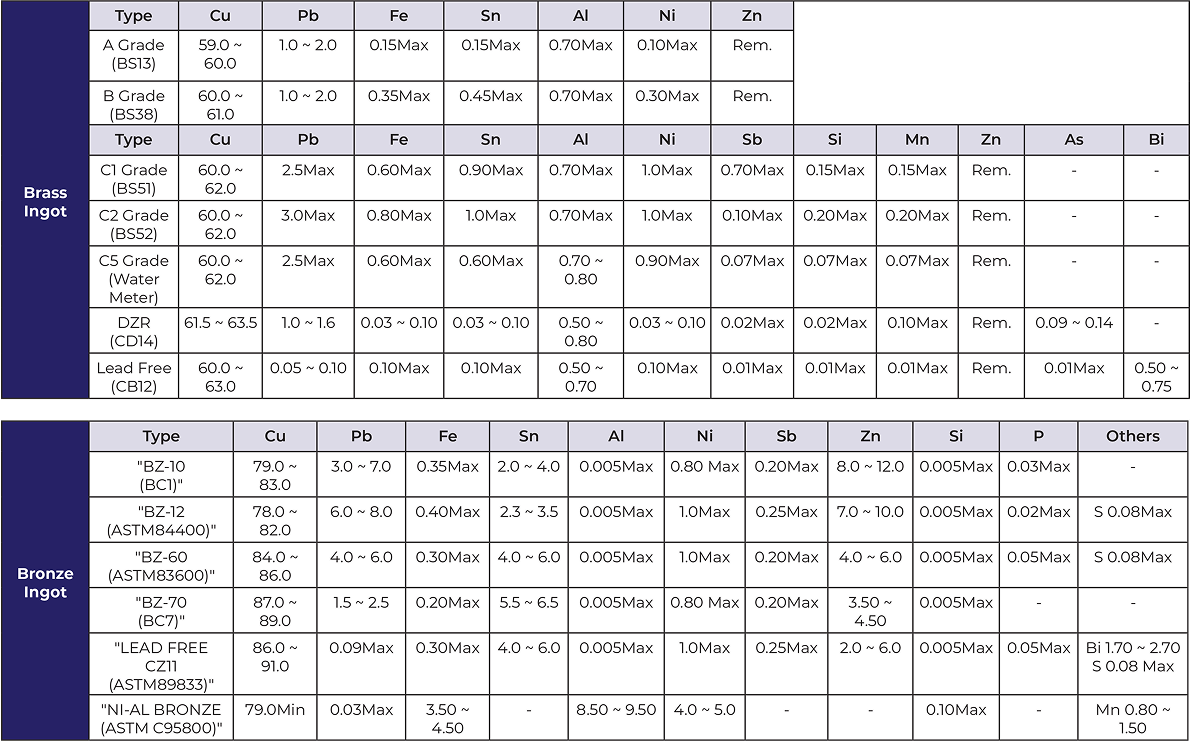 Brass
Ingot
Type Cu Pb Fe Sn Al Ni Zn
A Grade
(BS13) 59.0 ~
60.0 1.0 ~ 2.0 0.15Max 0.15Max 0.70Max 0.10Max Rem.
B Grade
(BS38) 60.0 ~
61.0 1.0 ~ 2.0 0.35Max 0.45Max 0.70Max 0.30Max Rem.
Type Cu Pb Fe Sn Al Ni Sb Si Mn Zn As Bi
C1 Grade
(BS51) 60.0 ~
62.0 2.5Max 0.60Max 0.90Max 0.70Max 1.0Max 0.70Max 0.15Max 0.15Max Rem. - -
C2 Grade
(BS52) 60.0 ~
62.0 3.0Max 0.80Max 1.0Max 0.70Max 1.0Max 0.10Max 0.20Max 0.20Max Rem. - -
C5 Grade
(Water
Meter) 60.0 ~
62.0 2.5Max 0.60Max 0.60Max 0.70 ~
0.80 0.90Max 0.07Max 0.07Max 0.07Max Rem. - -
DZR
(CD14) 61.5 ~ 63.5 1.0 ~ 1.6 0.03 ~ 0.10 0.03 ~ 0.10 0.50 ~
0.80 0.03 ~ 0.10 0.02Max 0.02Max 0.10Max Rem. 0.09 ~ 0.14 -
Lead Free
(CB12) 60.0 ~
63.0 0.05 ~ 0.10 0.10Max 0.10Max 0.50 ~
0.70 0.10Max 0.01Max 0.01Max 0.01Max Rem. 0.01Max 0.50 ~
0.75
Bronze
Ingot
Type Cu Pb Fe Sn Al Ni Sb Zn Si P Others
"BZ-10
(BC1)" 79.0 ~
83.0 3.0 ~ 7.0 0.35Max 2.0 ~ 4.0 0.005Max 0.80 Max 0.20Max 8.0 ~ 12.0 0.005Max 0.03Max -
"BZ-12
(ASTM84400)" 78.0 ~
82.0 6.0 ~ 8.0 0.40Max 2.3 ~ 3.5 0.005Max 1.0Max 0.25Max 7.0 ~ 10.0 0.005Max 0.02Max S 0.08Max
"BZ-60
(ASTM83600)" 84.0 ~
86.0 4.0 ~ 6.0 0.30Max 4.0 ~ 6.0 0.005Max 1.0Max 0.20Max 4.0 ~ 6.0 0.005Max 0.05Max S 0.08Max
"BZ-70
(BC7)" 87.0 ~
89.0 1.5 ~ 2.5 0.20Max 5.5 ~ 6.5 0.005Max 0.80 Max 0.20Max 3.50 ~
4.50 0.005Max - -
"LEAD FREE
CZ11
(ASTM89833)" 86.0 ~
91.0 0.09Max 0.30Max 4.0 ~ 6.0 0.005Max 1.0Max 0.25Max 2.0 ~ 6.0 0.005Max 0.05Max Bi 1.70 ~ 2.70
S 0.08 Max
"NI-AL BRONZE
(ASTM C95800)" 79.0Min 0.03Max 3.50 ~
4.50 - 8.50 ~ 9.50 4.0 ~ 5.0 - - 0.10Max - Mn 0.80 ~
1.50